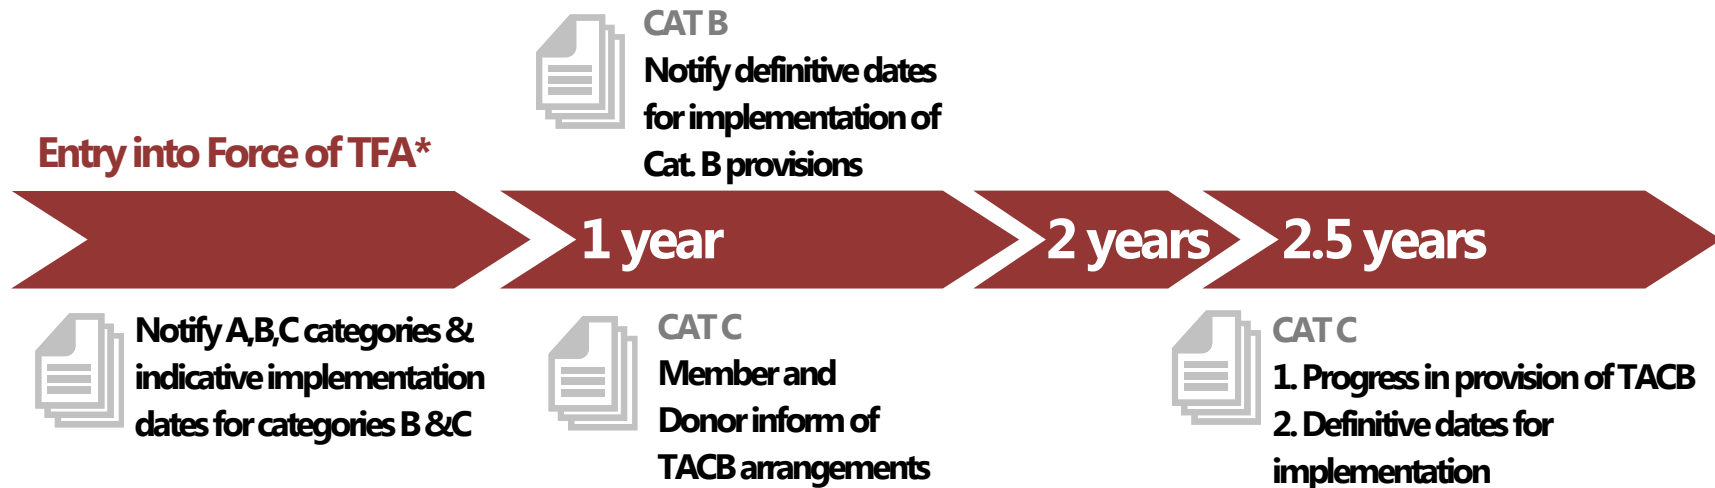 CAT B
Notify definitive dates
for implementation of
Cat. B provisions
Entry into Force of TFA*
1 year
2 years
2.5 years
Notify A,B,C categories &
indicative implementation
dates for categories B &C
CAT C
Member and
Donor inform of
TACB arrangements
CAT C
1. Progress in provision of TACB
2. Definitive dates for
implementation